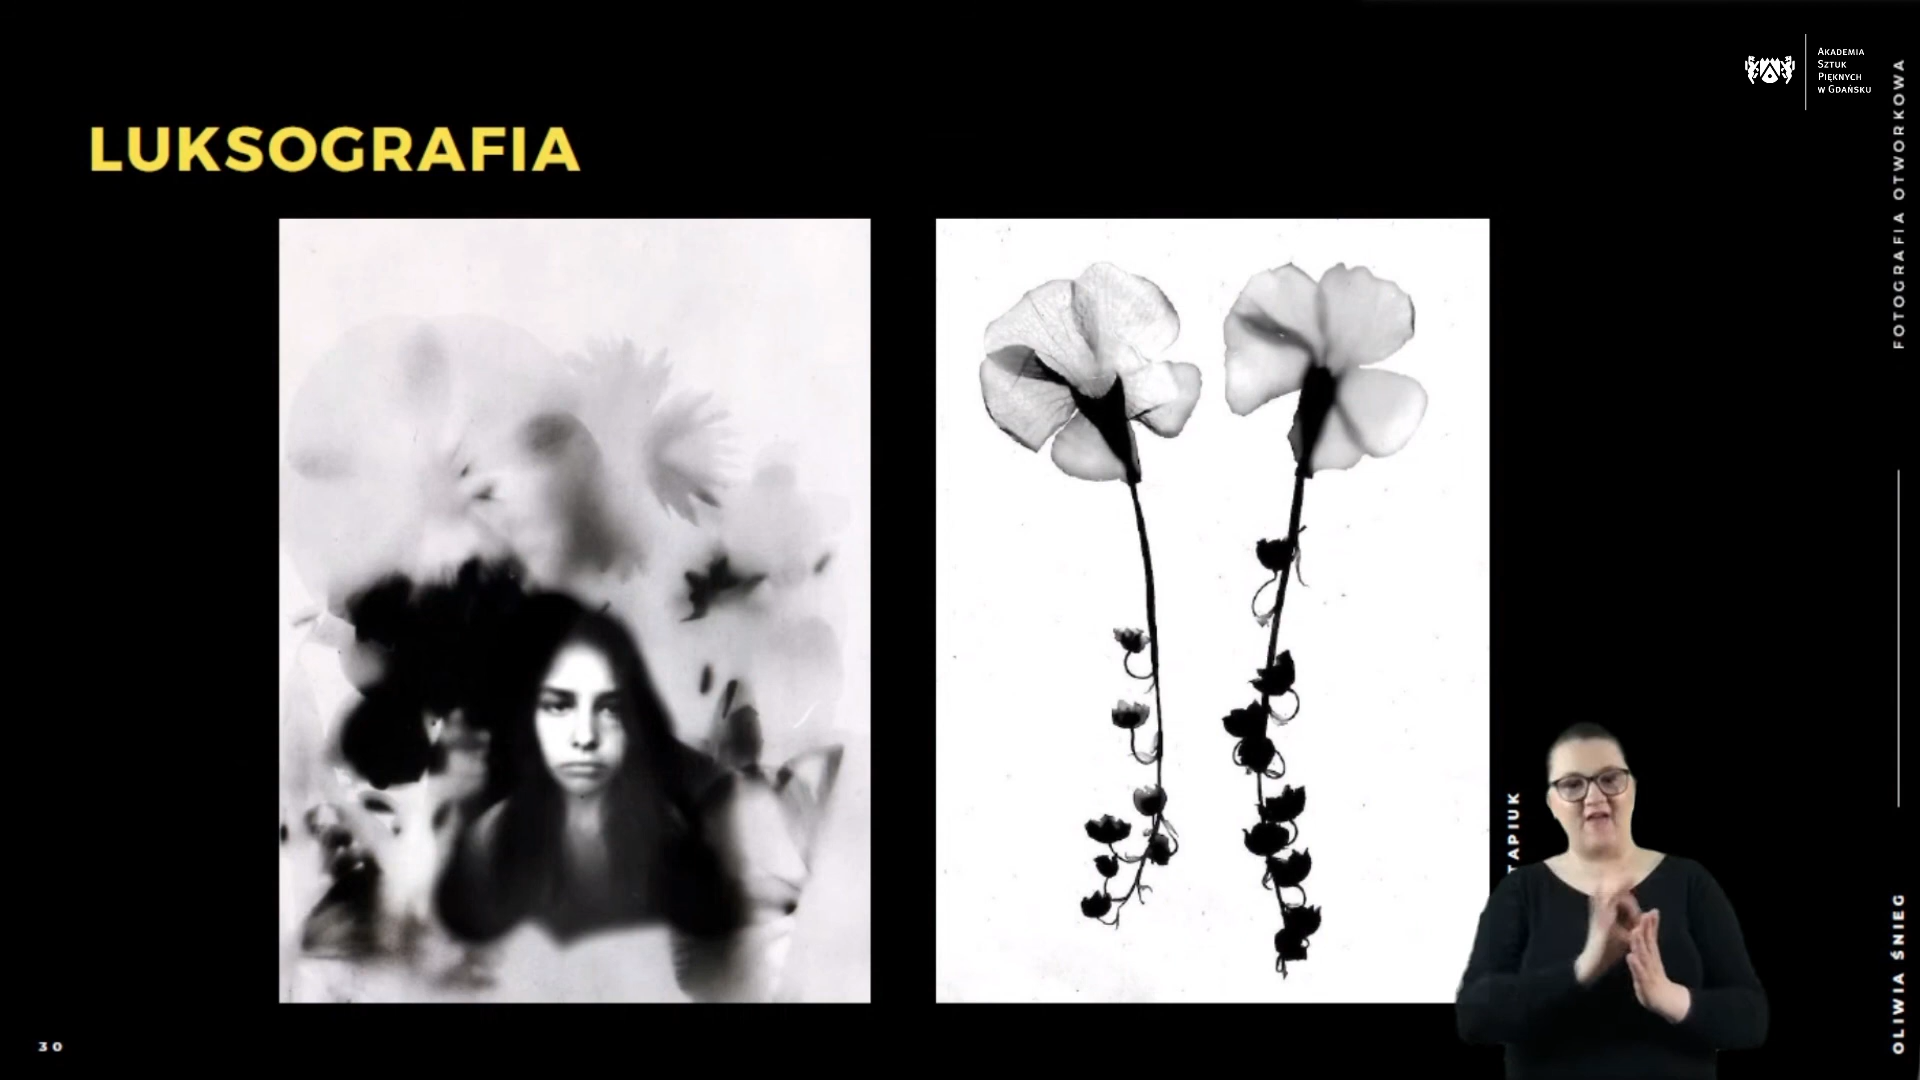 AKADEMIA
SZTUK
PIĘKNYCH
W GDAŃSKU
LUKSOGRAFIA
FOTOGRAFIA OTWORKOWA
OLIWIA ŚNIEG
30